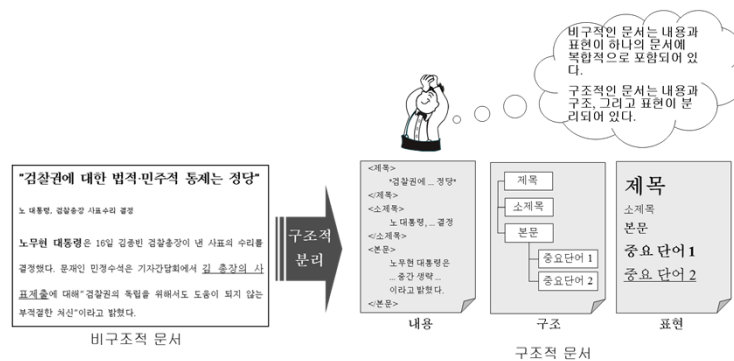 비구적인 문서는 내용과
표현이 하나의 문서에
복합적으로 포함되어 있
다.
구조적인 문서는 내용과
구조, 그리고 표현이 분
리되어 있다.
"검찰권에 대한 법적·민주적 통제는 정당"
노 대통령, 검찰총장 사표수리 결정
노무현 대통령은 16일 김종빈 검찰총장이 낸 사표의 수리를
결정했다. 문재인 민정수석은 기자간담회에서 김 총장의 사
표제출에 대해"검찰권의 독립을 위해서도 도움이 되지 않는
부적절한 처신"이라고 밝혔다.
비구조적 문서
구조적
분리
<제목>
"검찰권에 ... 정당"
</제목>
<소제목>
노 대통령, ... 결정
</소제목>
<본문>
노무현 대통령은
... 중간 생략 ...
이라고 밝혔다.
</본문>
내용
제목
소제목
본문
중요단어 1
중요단어 2
구조
제목
소제목
본문
중요 단어 1
중요 단어 2
표현
구조적 문서